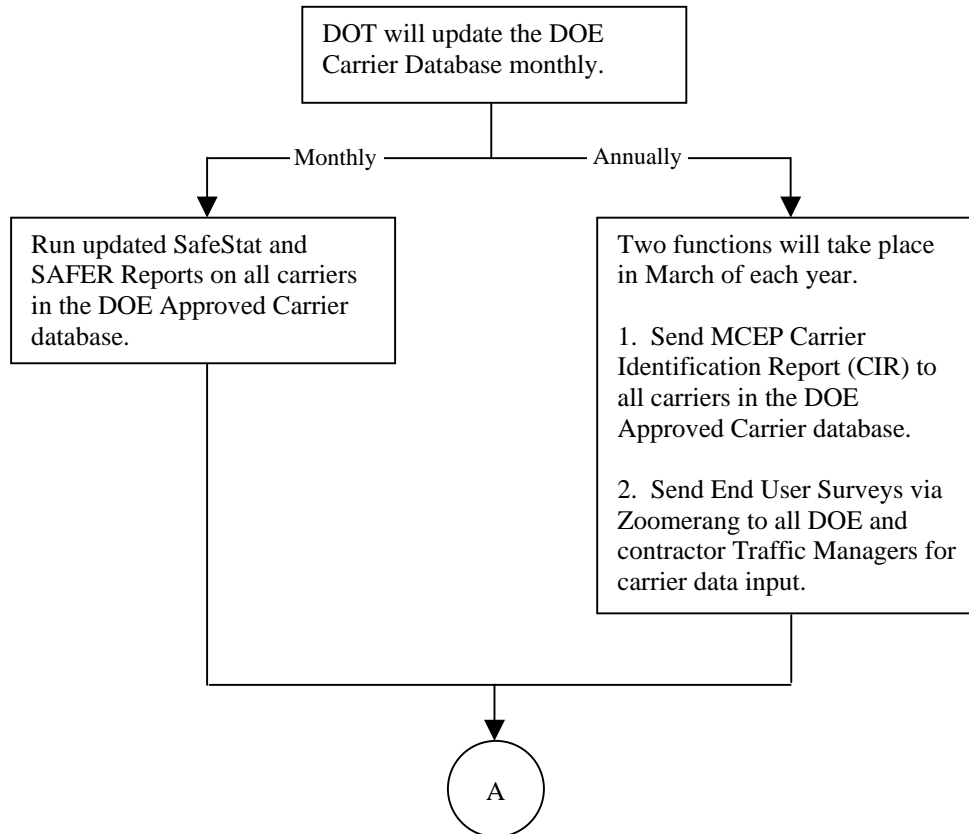 DOT will update the DOE
Carrier Database monthly.
Monthly
Annually
Run updated SafeStat and
SAFER Reports on all carriers
in the DOE Approved Carrier
database.
Two functions will take place
in March of each year.
1. Send MCEP Carrier
Identification Report (CIR) to
all carriers in the DOE
Approved Carrier database.
2. Send End User Surveys via
Zoomerang to all DOE and
contractor Traffic Managers for
carrier data input.
A